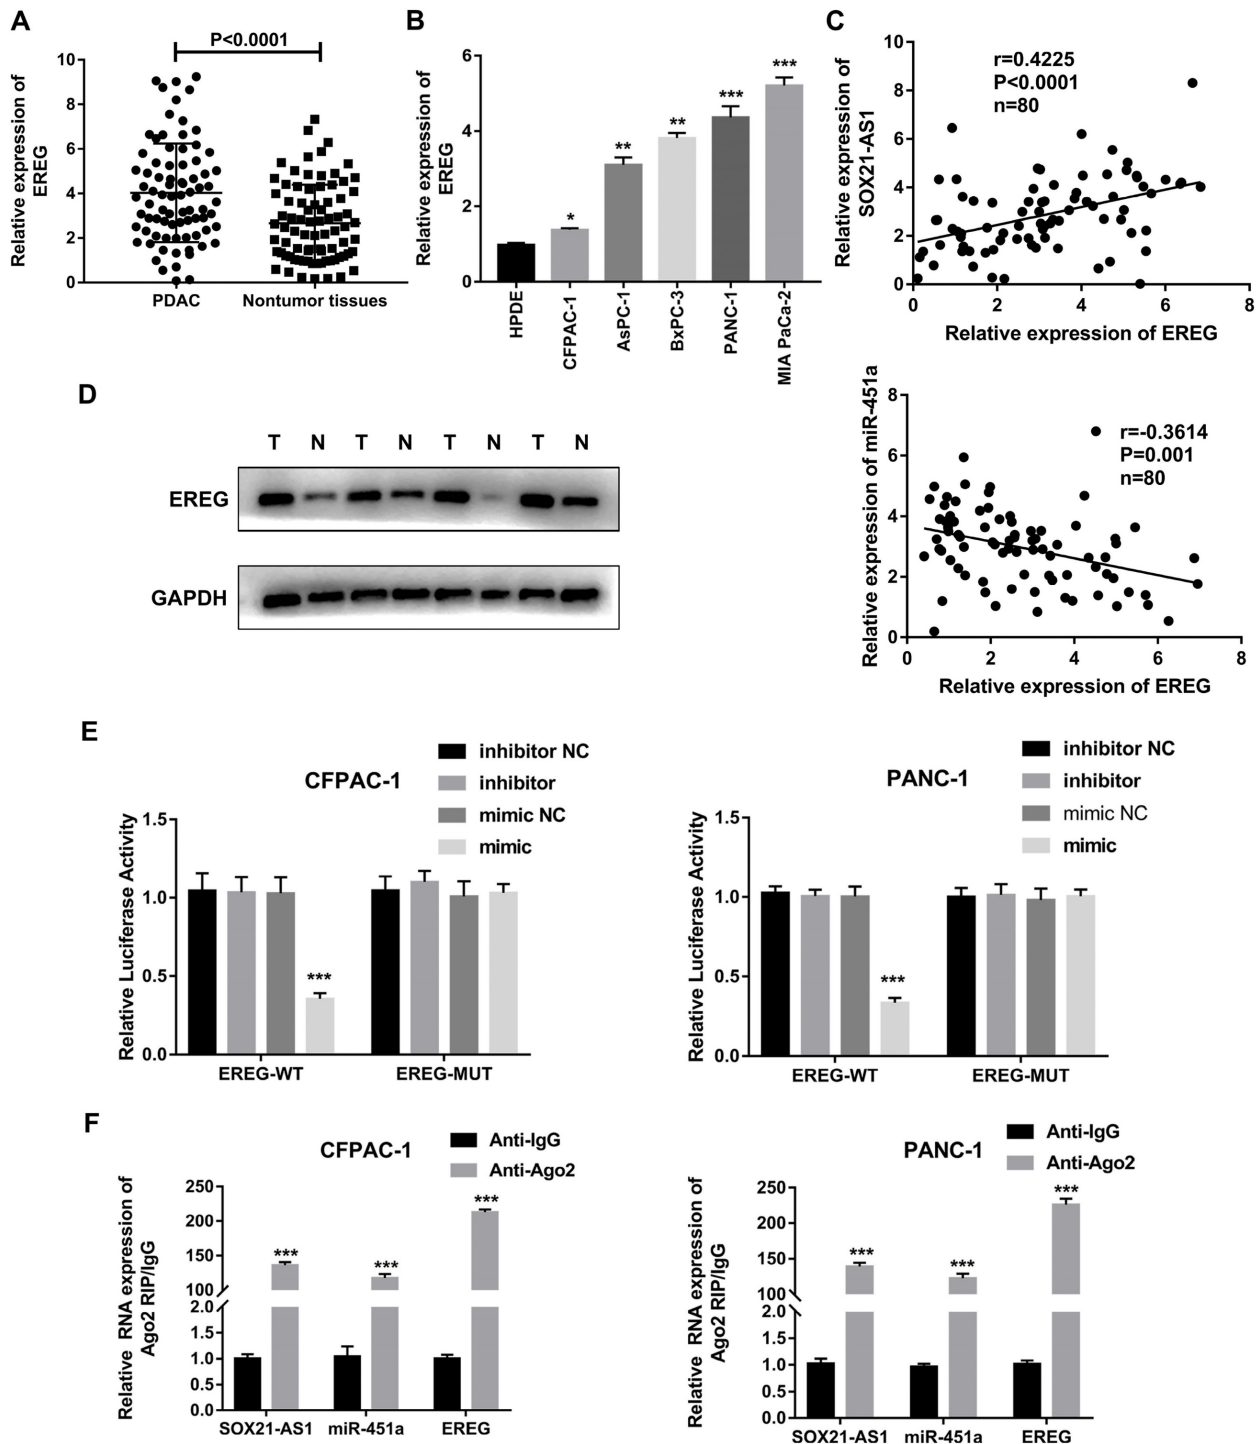 A
P<0.0001
Relative expression of
EREG
10
8
6
4
2
0
PDAC
Nontumor tissues
B
Relative expression of
EREG
6
4
2
0
*
**
**
***
***
HPDE
CFPAC-1
AsPC-1
BxPC-3
PANC-1
MIA PaCa-2
C
Relative expression of
SOX21-AS1
10
8
6
4
2
0
r=0.4225
P<0.0001
n=80
0 2 4 6 8
Relative expression of EREG
Relative expression of miR-451a
8
6
4
2
0
r=-0.3614
P=0.001
n=80
0 2 4 6 8
Relative expression of EREG
D
T N T N T N T N
EREG
GAPDH
E
CFPAC-1
inhibitor NC
inhibitor
mimic NC
mimic
Relative Luciferase Activity
1.5
1.0
0.5
0.0
***
EREG-WT
EREG-MUT
PANC-1
inhibitor NC
inhibitor
mimic NC
mimic
Relative Luciferase Activity
1.5
1.0
0.5
0.0
***
EREG-WT
EREG-MUT
F
CFPAC-1
Anti-IgG
Anti-Ago2
Relative RNA expression of
Ago2 RIP/IgG
250
200
150
100
2.0
1.5
1.0
0.5
0.0
***
***
***
SOX21-AS1
miR-451a
EREG
PANC-1
Anti-IgG
Anti-Ago2
Relative RNA expression of
Ago2 RIP/IgG
250
200
150
100
2.0
1.5
1.0
0.5
0.0
***
***
***
SOX21-AS1
miR-451a
EREG